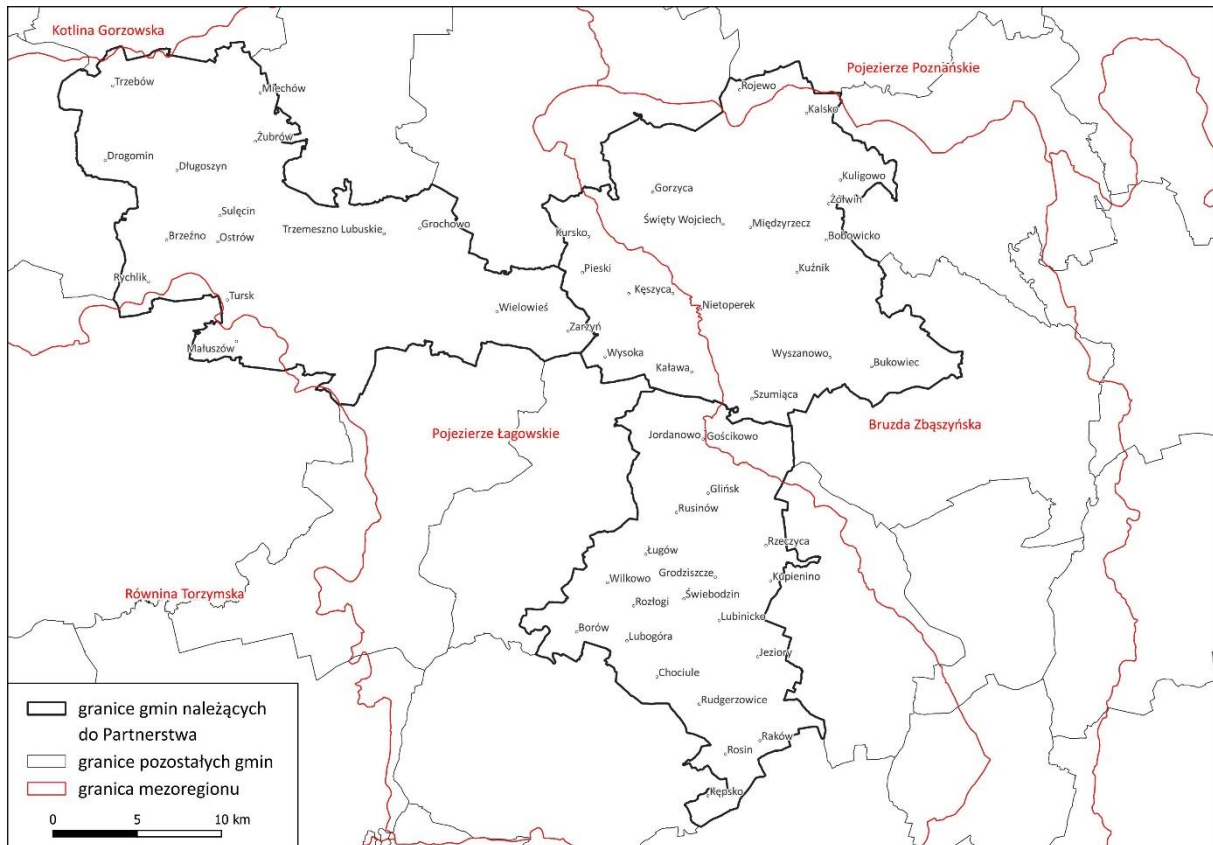 Kotlina Gorzowska
Pojezierze Poznańskie
Trzebów
Miechów
Rojewo
Kalsko
Żubrów
Drogomin
Długoszyn
Kuligowo
Gorzyca
Żółwin
Sulęcin
Święty Wojciech
Międzyrzecz
Trzemeszno Lubuskie
Grochowo
Brzeźno
Ostrów
Kursko
Bobowicko
Pieski
Kuźnik
Rychlik
Kęszyca
Tursk
Nietoperek
Wielowieś
Zarzyń
Małuszów
Wysoka
Wyszanowo
Kaława
Bukowiec
Szumiąca
Pojezierze Łagowskie
Bruzda Zbąszyńska
Jordanowo
Gościkowo
Glińsk
Rusinów
Rzeczyca
Ługów
Grodziszcze
Kupienino
Wilkowo
Równina Torzymska
Świebodzin
Rozłogi
Lubinicko
Borów
Lubogóra
Jeziory
Chociule
Rudgerzowice
Raków
Rosin
Kępsko
granice gmin należących
do Partnerstwa
granice pozostałych gmin
granica mezoregionu
0 5 10 km